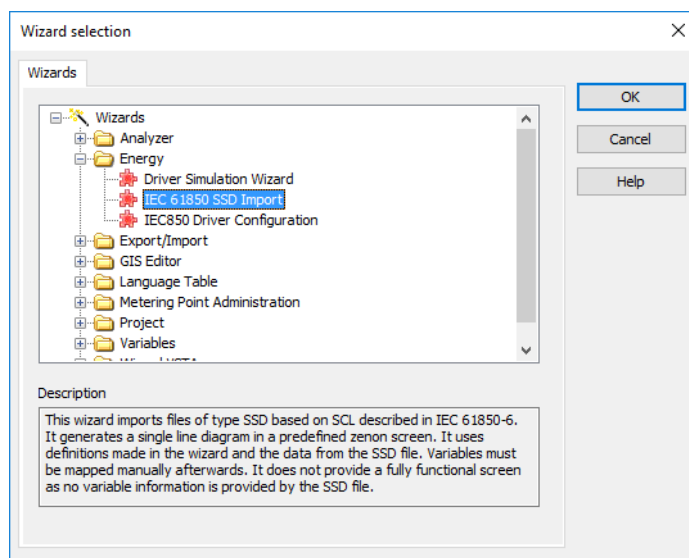 Wizard selection
Wizards
Wizards
Analyzer
Energy
Driver Simulation Wizard
IEC 61850 SSD Import
IEC850 Driver Configuration
Export/Import
GIS Editor
Language Table
Metering Point Administration
Project
Variables
Wizard VSTA
OK
Cancel
Help
Description
This wizard imports files of type SSD based on SCL described in IEC 61850-6.
It generates a single line diagram in a predefined zenon screen. It uses
definitions made in the wizard and the data from the SSD file. Variables must
be mapped manually afterwards. It does not provide a fully functional screen
as no variable information is provided by the SSD file.